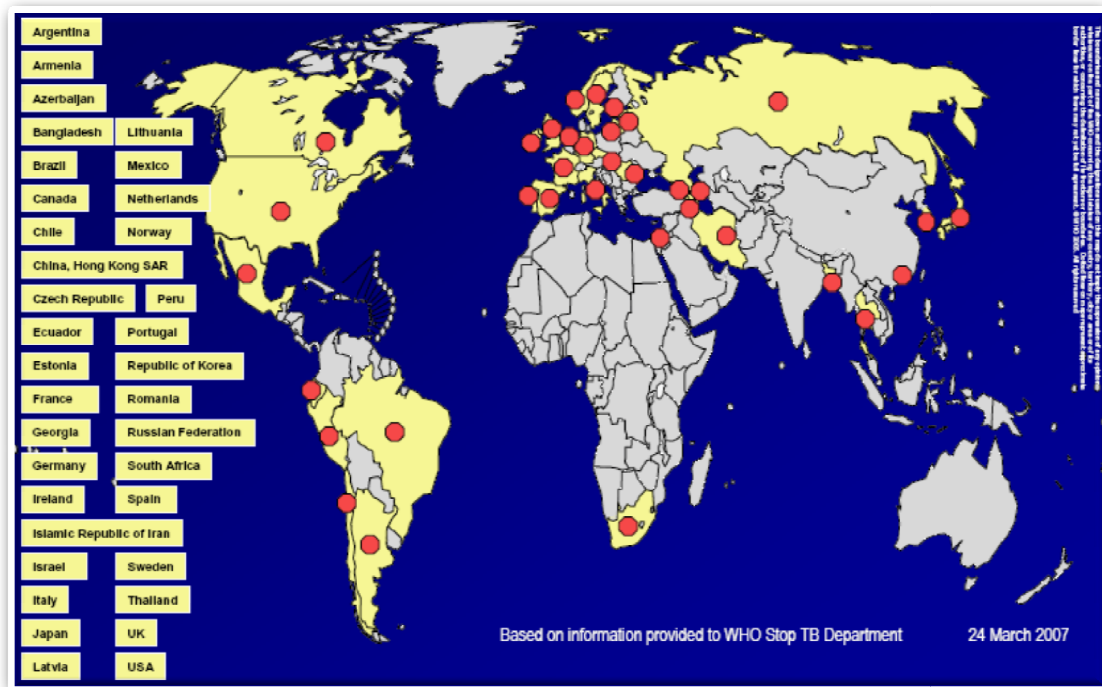 Argentina
Armenia
Azerbaijan
Bangladesh Lithuania
Brazil Mexico
Canada Netherlands
Chile Norway
China, Hong Kong SAR
Czech Republic Peru
Ecuador Portugal
Estonia Republic of Korea
France Romania
Georgia Russian Federation
Germany South Africa
Ireland Spain
Islamic Republic of Iran
Israel Sweden
Italy Thailand
Japan UK
Latvia USA
Based on information provided to WHO Stop TB Department 24 March 2007